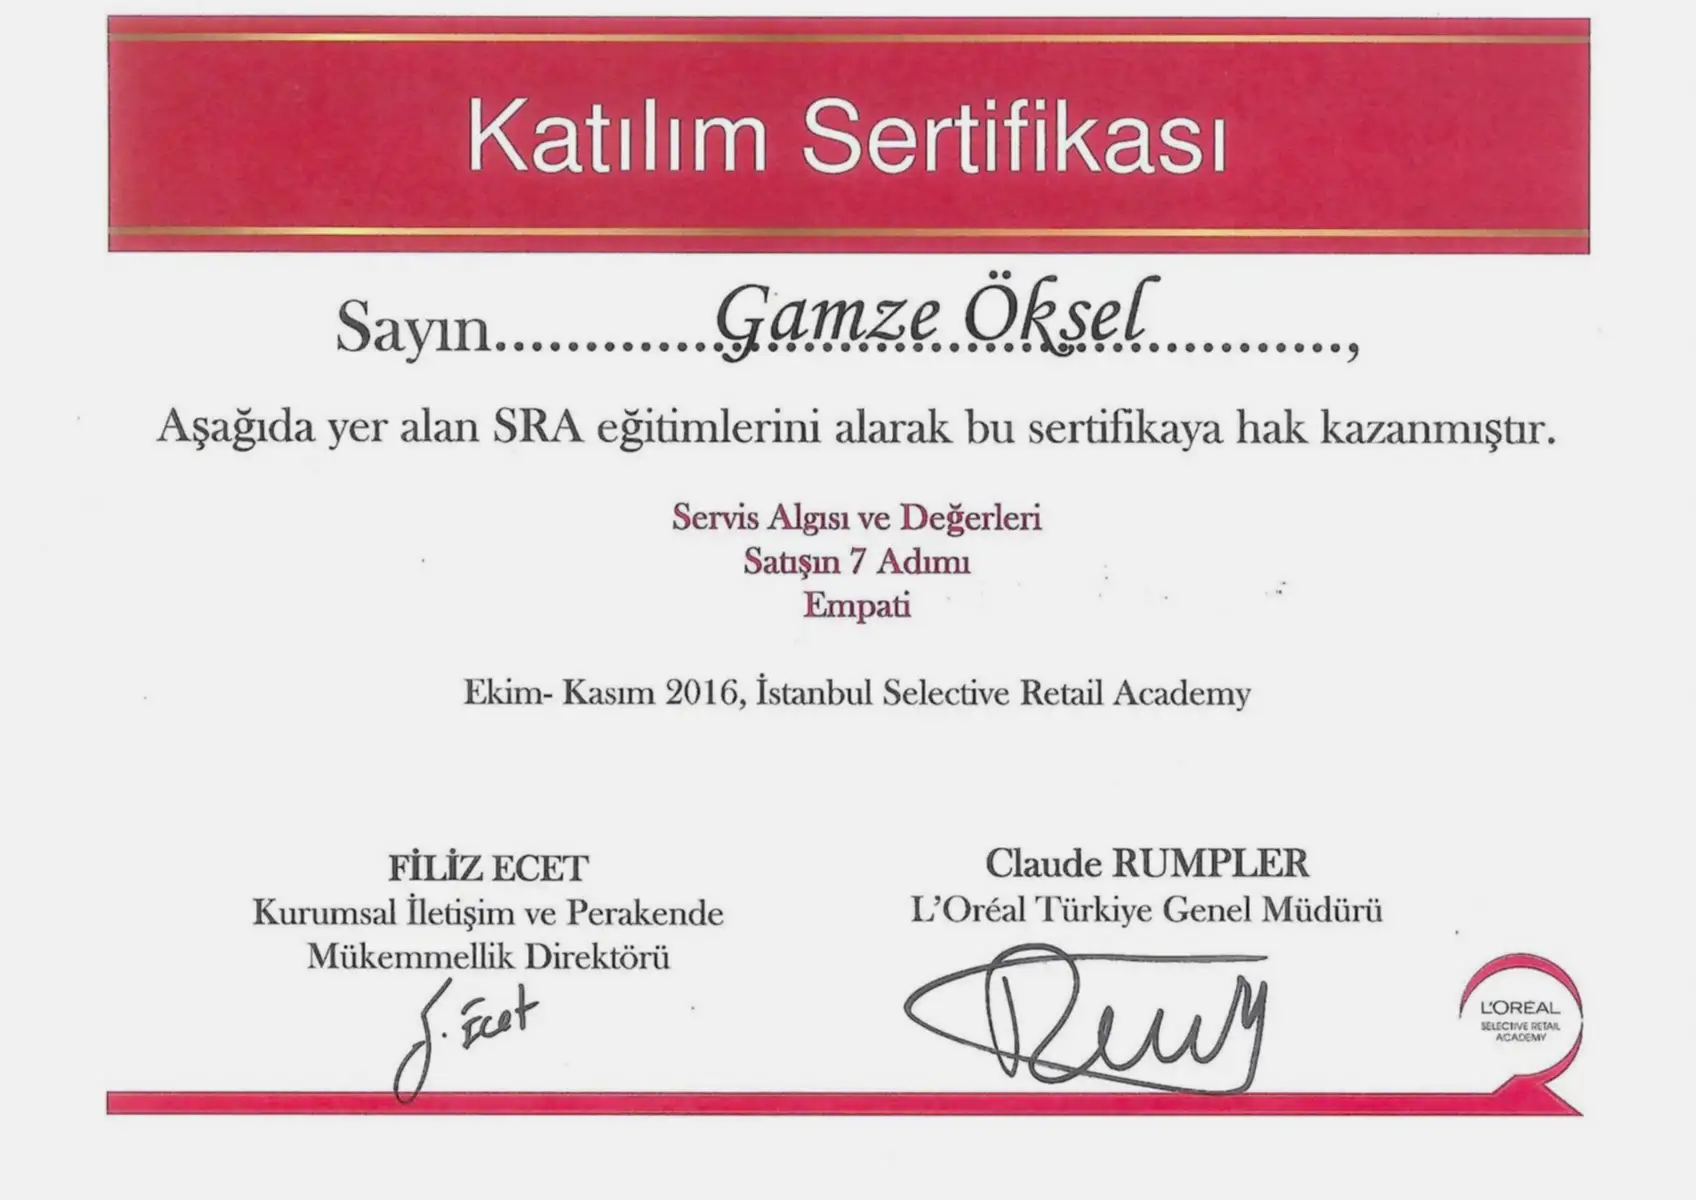 Katılım Sertifikası
Sayın....................Gamze Öksel....................,
Aşağıda yer alan SRA eğitimlerini alarak bu sertifikaya hak kazanmıştır.
Servis Algısı ve Değerleri
Satışın 7 Adımı
Empati
Ekim- Kasım 2016, İstanbul Selective Retail Academy
FİLİZ ECET
Kurumsal İletişim ve Perakende
Mükemmellik Direktörü
Claude RUMPLER
L'Oréal Türkiye Genel Müdürü
L'ORÉAL
SELECTIVE RETAIL
ACADEMY